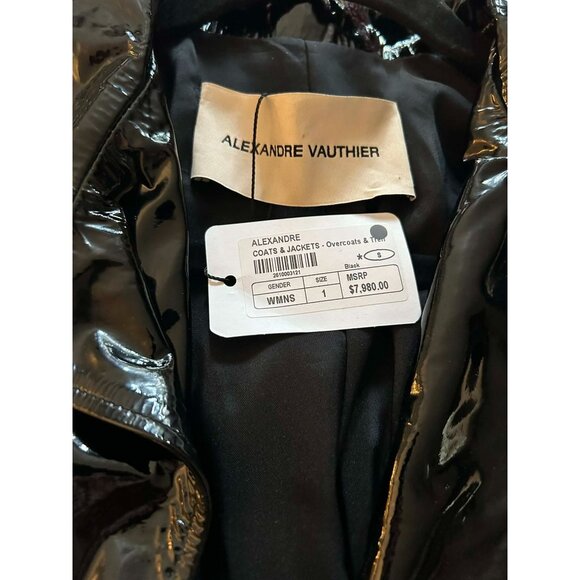 ALEXANDRE VAUTHIER
ALEXANDRE
COATS & JACKETS - Overcoats & Tren
2610003121
Black
* S
GENDER SIZE MSRP
WMNS 1 $7,980.00